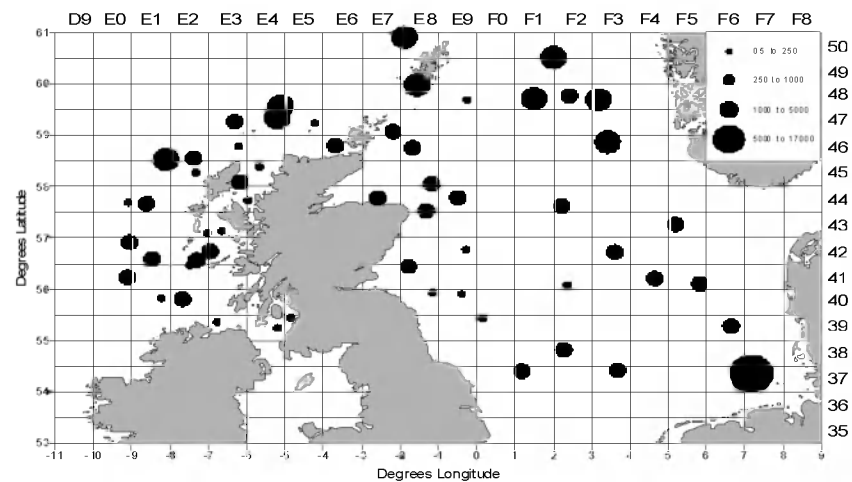 D9 E0 E1 E2 E3 E4 E5 E6 E7 E8 E9 F0 F1 F2 F3 F4 F5 F6 F7 F8
61 50
60 49
59 48
58 47
57 46
56 45
55 44
54 43
53 42
41
40
39
38
37
36
35
0.5 to 250
250 to 1000
1000 to 5000
5000 to 17000
Degrees Latitude
-11 -10 -9 -8 -7 -6 -5 -4 -3 -2 -1 0 1 2 3 4 5 6 7 8 9
Degrees Longitude